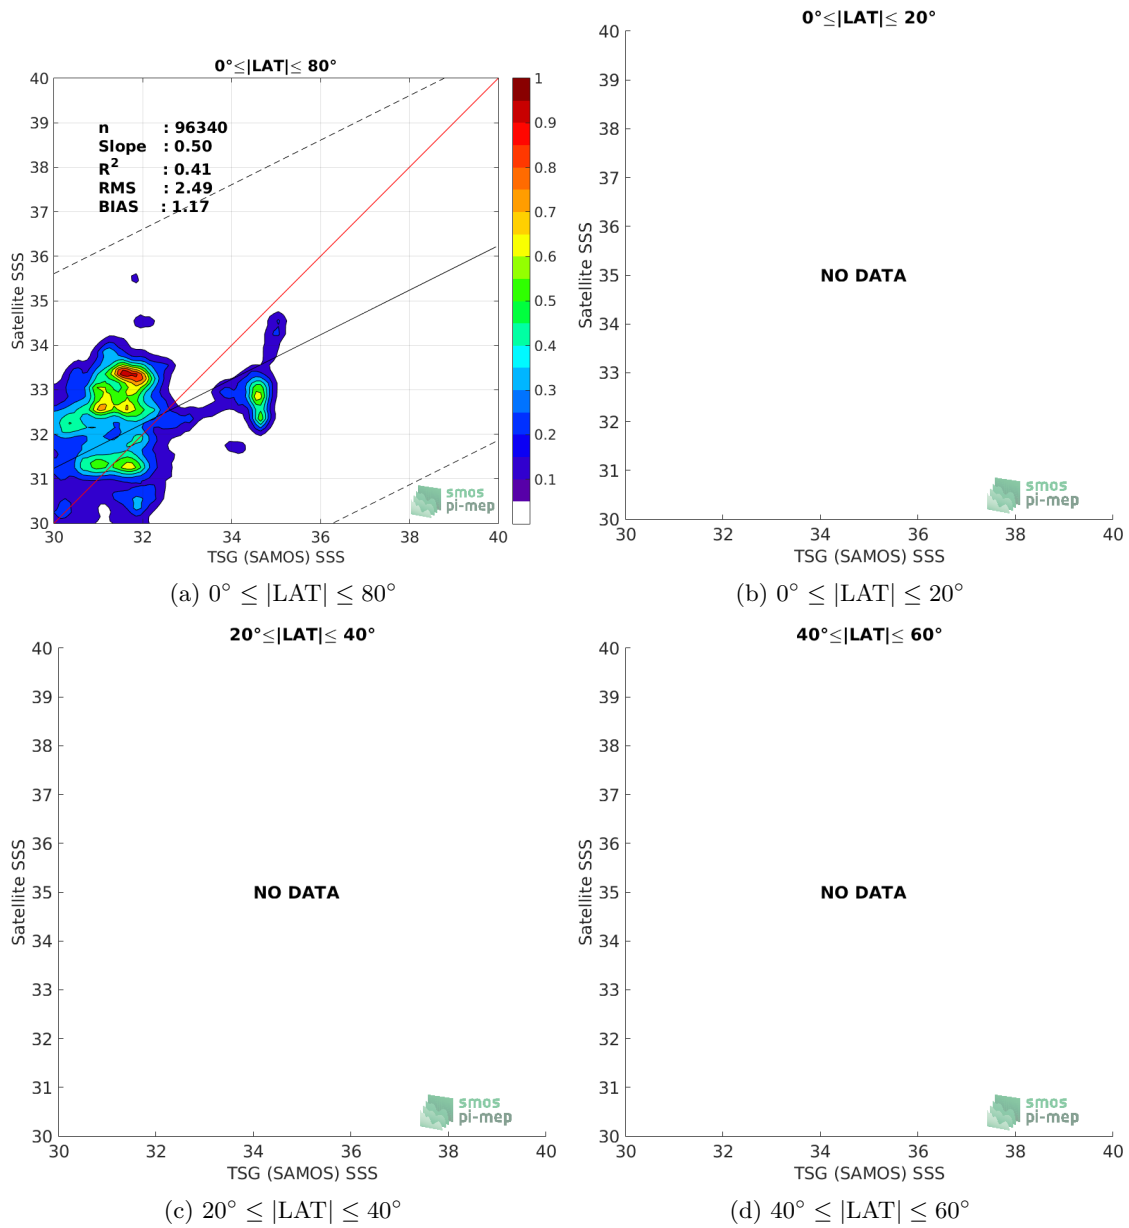 0°≤|LAT|≤ 80°
40
39
38
37
36
35
34
33
32
31
30
Satellite SSS
n : 96340
Slope : 0.50
R2 : 0.41
RMS : 2.49
BIAS : 1.17
smos
pi-mep
30 32 34 36 38 40
TSG (SAMOS) SSS
1
0.9
0.8
0.7
0.6
0.5
0.4
0.3
0.2
0.1
(a) 0° ≤ |LAT| ≤ 80°
0°≤|LAT|≤ 20°
40
39
38
37
36
35
34
33
32
31
30
Satellite SSS
NO DATA
smos
pi-mep
30 32 34 36 38 40
TSG (SAMOS) SSS
(b) 0° ≤ |LAT| ≤ 20°
20°≤|LAT|≤ 40°
40
39
38
37
36
35
34
33
32
31
30
Satellite SSS
NO DATA
smos
pi-mep
30 32 34 36 38 40
TSG (SAMOS) SSS
(c) 20° ≤ |LAT| ≤ 40°
40°≤|LAT|≤ 60°
40
39
38
37
36
35
34
33
32
31
30
Satellite SSS
NO DATA
smos
pi-mep
30 32 34 36 38 40
TSG (SAMOS) SSS
(d) 40° ≤ |LAT| ≤ 60°